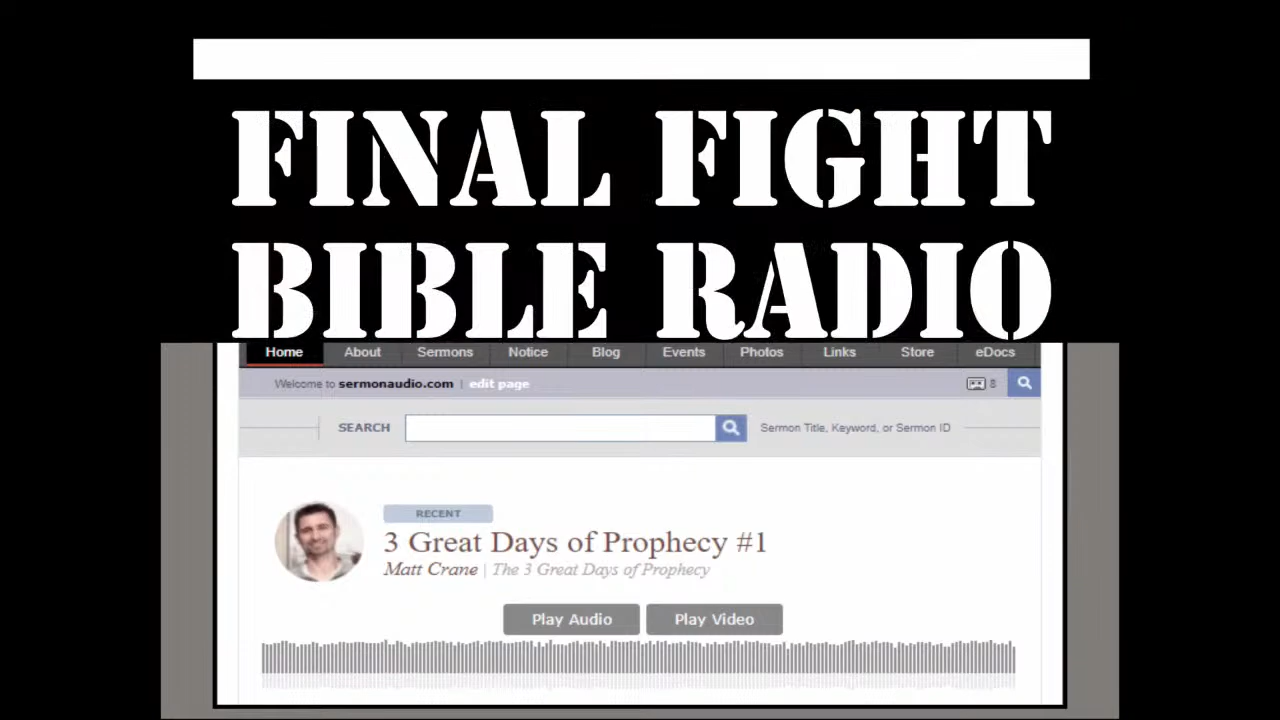 FINAL FIGHT
BIBLE RADIO
Home About Sermons Notice Blog Events Photos Links Store eDocs
Welcome to sermonaudio.com | edit page 8
SEARCH Sermon Title, Keyword, or Sermon ID
RECENT
3 Great Days of Prophecy #1
Matt Crane | The 3 Great Days of Prophecy
Play Audio Play Video